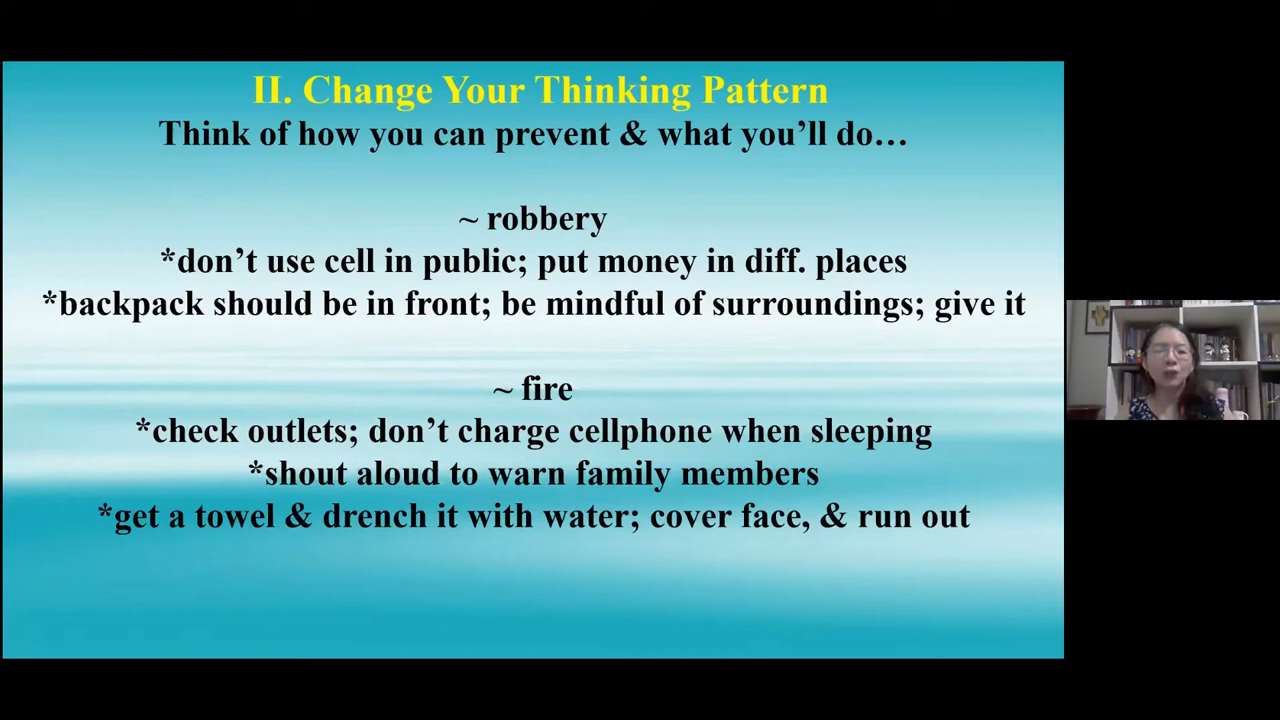 II. Change Your Thinking Pattern
Think of how you can prevent & what you’ll do…
~ robbery
*don’t use cell in public; put money in diff. places
*backpack should be in front; be mindful of surroundings; give it
~ fire
*check outlets; don’t charge cellphone when sleeping
*shout aloud to warn family members
*get a towel & drench it with water; cover face, & run out